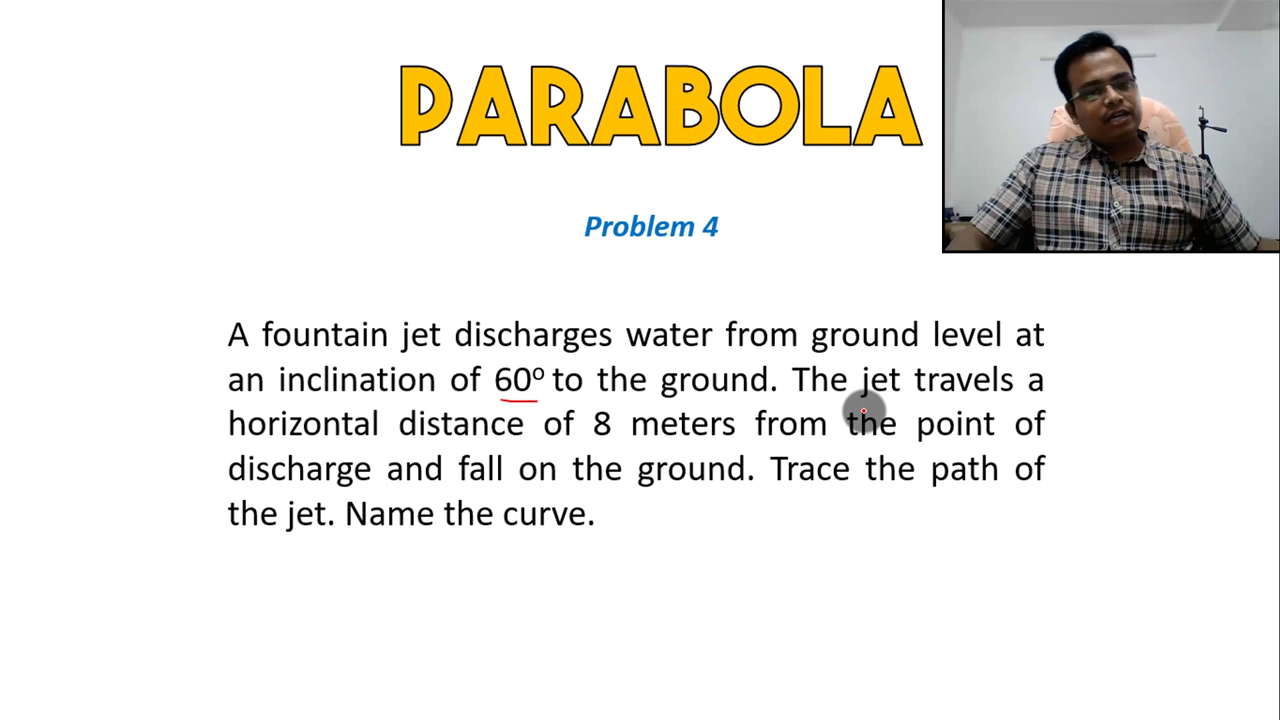 PARABOLA
Problem 4
A fountain jet discharges water from ground level at
an inclination of 60º to the ground. The jet travels a
horizontal distance of 8 meters from the point of
discharge and fall on the ground. Trace the path of
the jet. Name the curve.